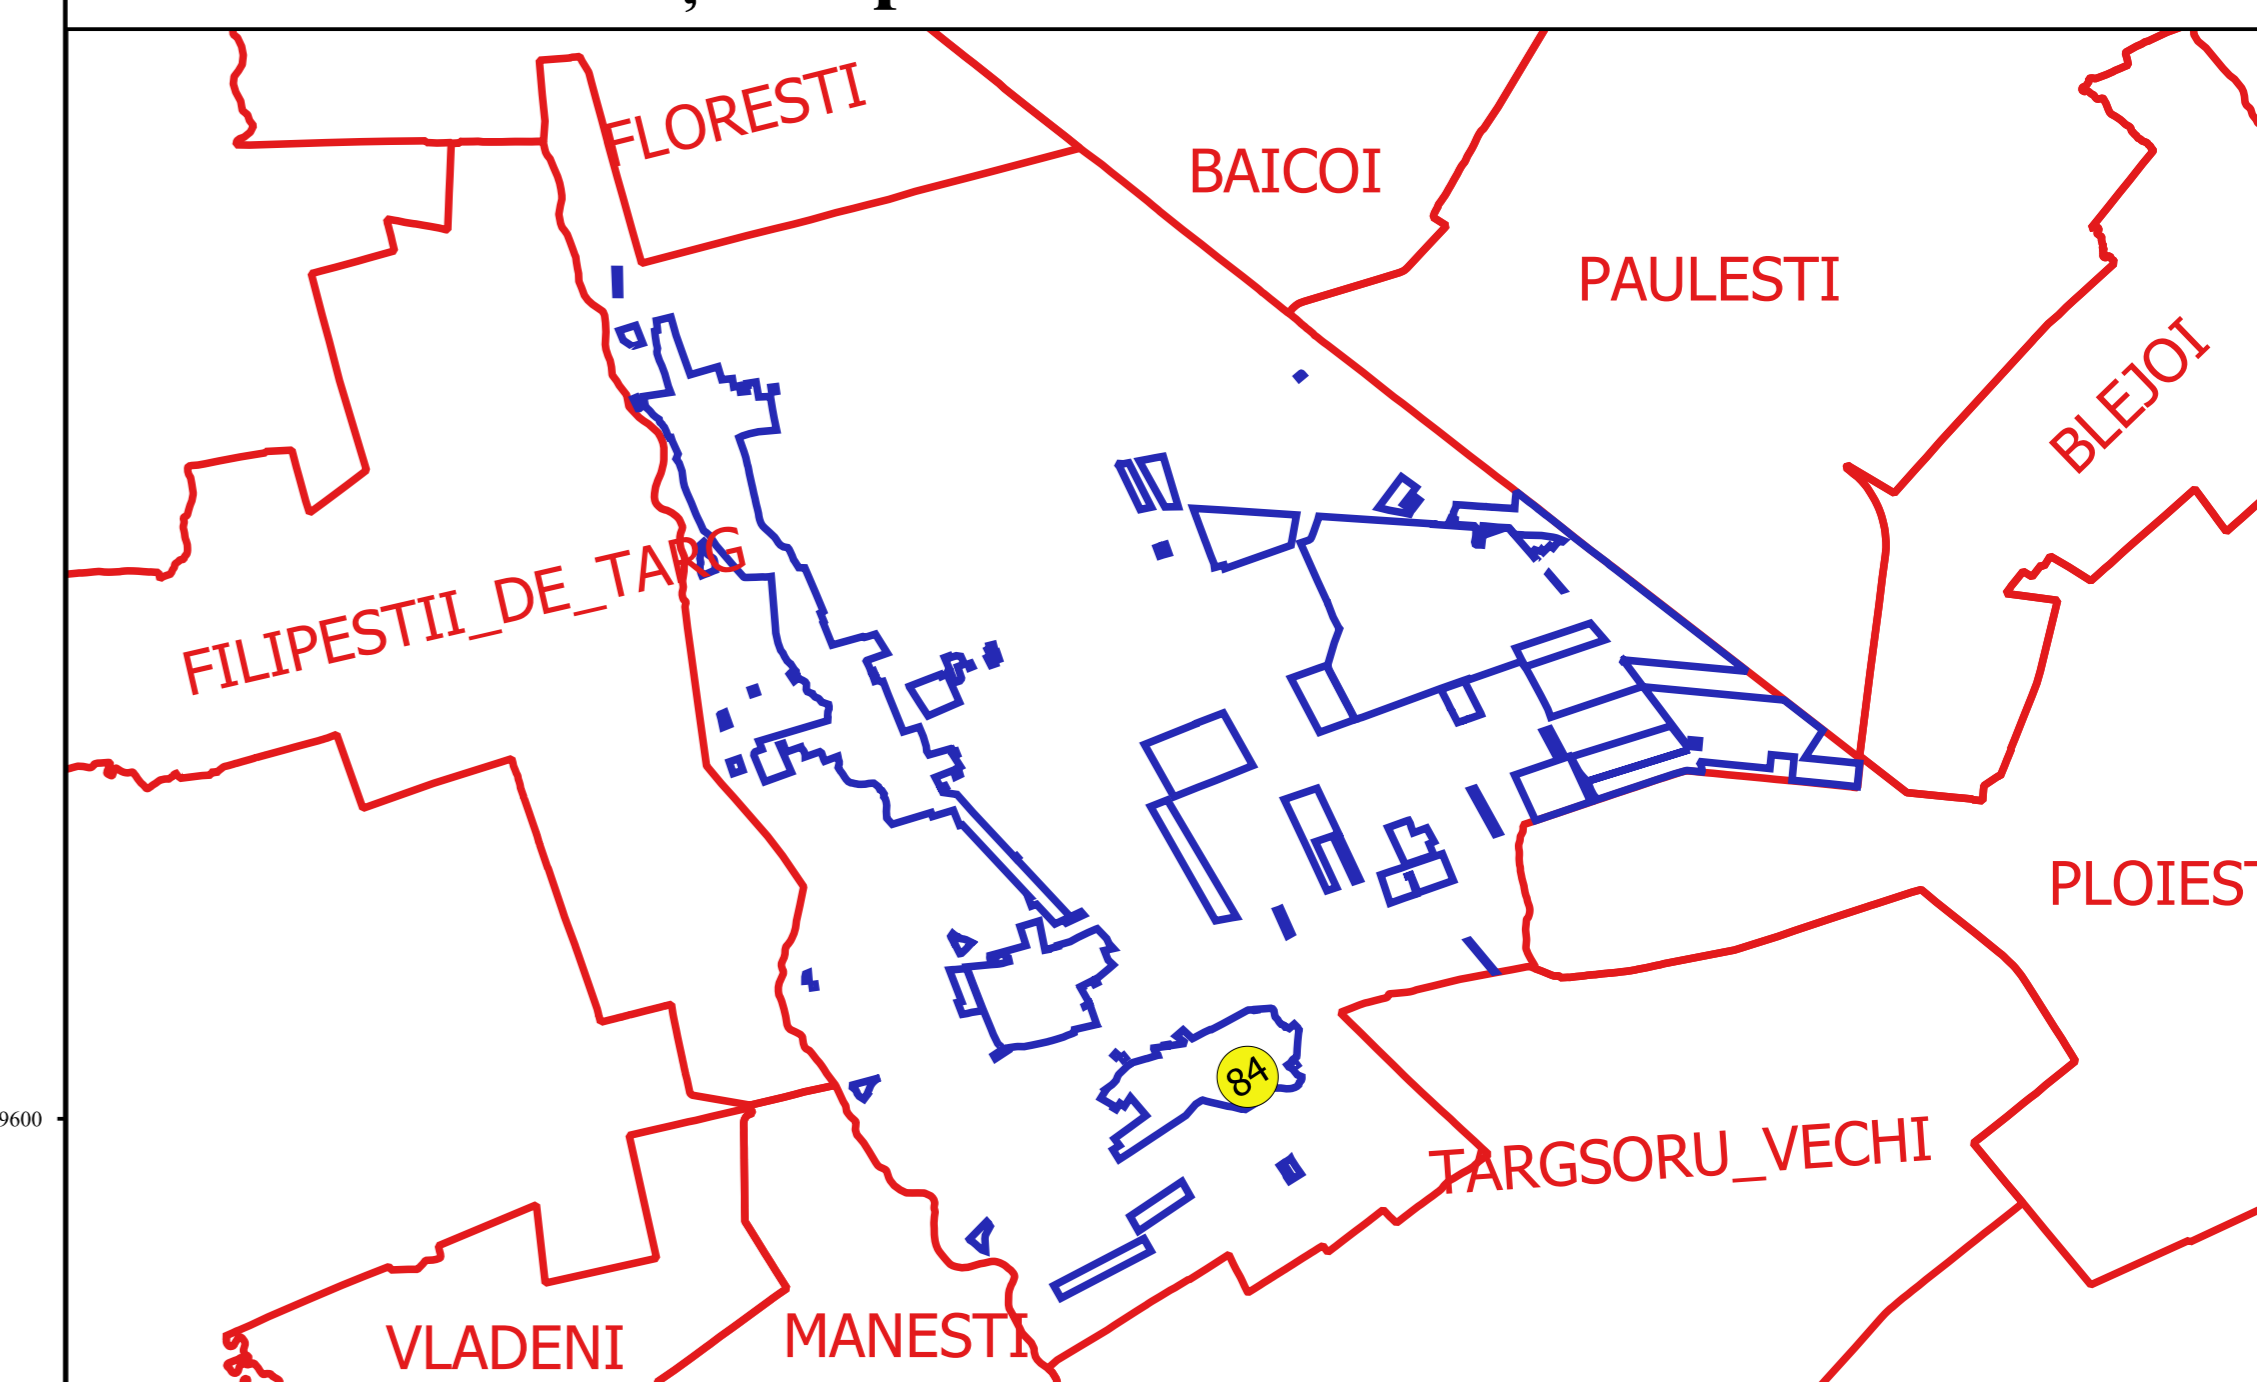 FLORESTI
BAICOI
PAULESTI
BLEJOI
FILIPESTII_DE_TARG
PLOIEST
84
9600
TARGSORU_VECHI
VLADENI
MANESTI